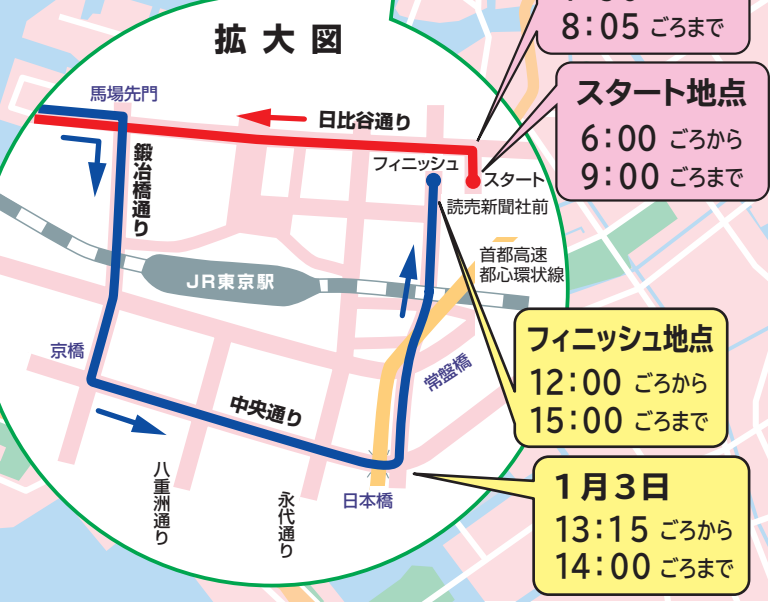 拡大図
8:05 ごろまで
スタート地点
6:00 ごろから
9:00 ごろまで
馬場先門
日比谷通り
鍛冶橋通り
フィニッシュ
スタート
読売新聞社前
首都高速
都心環状線
JR東京駅
フィニッシュ地点
12:00 ごろから
15:00 ごろまで
京橋
常盤橋
中央通り
八重洲通り
永代通り
日本橋
1月3日
13:15 ごろから
14:00 ごろまで